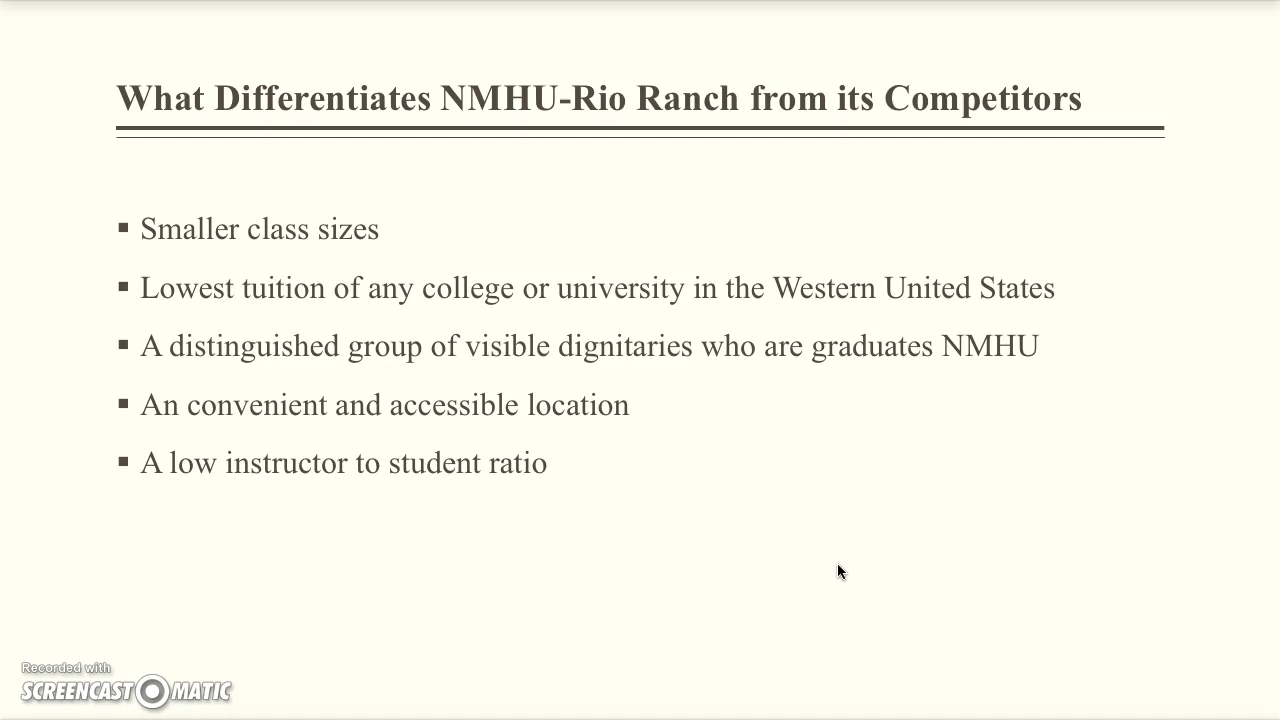 What Differentiates NMHU-Rio Ranch from its Competitors
▪ Smaller class sizes
▪ Lowest tuition of any college or university in the Western United States
▪ A distinguished group of visible dignitaries who are graduates NMHU
▪ An convenient and accessible location
▪ A low instructor to student ratio
Recorded with
SCREENCAST O MATIC